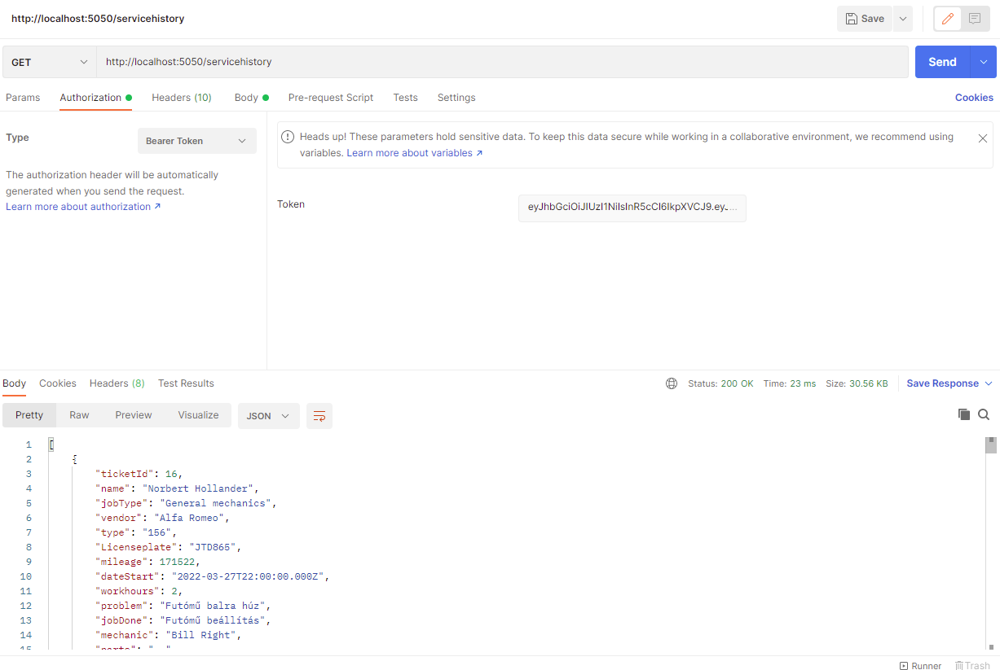 http://localhost:5050/servicehistory
Save
GET
http://localhost:5050/servicehistory
Send
Params Authorization Headers (10) Body Pre-request Script Tests Settings Cookies
Type
Bearer Token
Heads up! These parameters hold sensitive data. To keep this data secure while working in a collaborative environment, we recommend using
variables. Learn more about variables ↗
The authorization header will be automatically
generated when you send the request.
Learn more about authorization ↗
Token
eyJhbGciOiJIUzI1NiIsInR5cCI6IkpXVCJ9.eyJ...
Body Cookies Headers (8) Test Results Status: 200 OK Time: 23 ms Size: 30.56 KB Save Response
Pretty Raw Preview Visualize JSON
1 [
2 {
3 "ticketId": 16,
4 "name": "Norbert Hollander",
5 "jobType": "General mechanics",
6 "vendor": "Alfa Romeo",
7 "type": "156",
8 "Licenseplate": "JTD865",
9 "mileage": 171522,
10 "dateStart": "2022-03-27T22:00:00.000Z",
11 "workhours": 2,
12 "problem": "Futómű balra húz",
13 "jobDone": "Futómű beállítás",
14 "mechanic": "Bill Right",
15 "parts":
Runner Trash